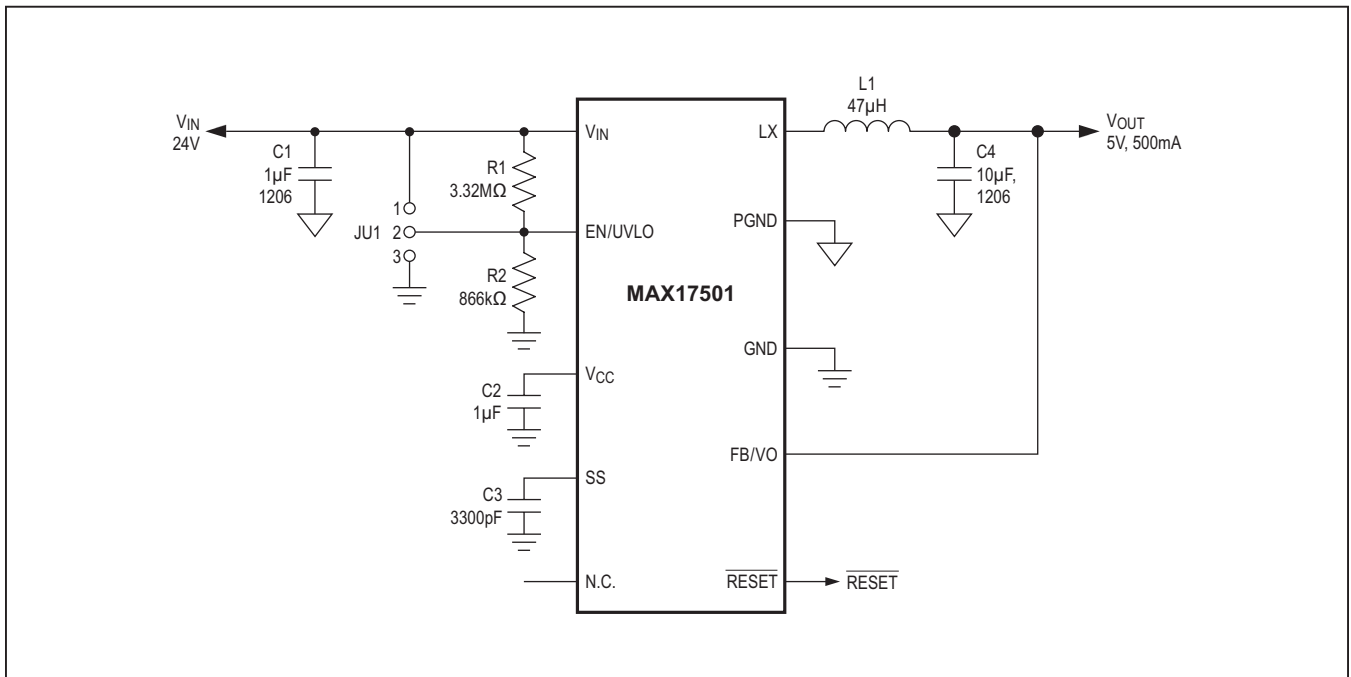 VIN
24V
C1
1µF
1206
JU1
1
2
3
R1
3.32MΩ
R2
866kΩ
C2
1µF
C3
3300pF
VIN
EN/UVLO
VCC
SS
N.C.
MAX17501
LX
PGND
GND
FB/VO
RESET
RESET
L1
47µH
C4
10µF,
1206
VOUT
5V, 500mA